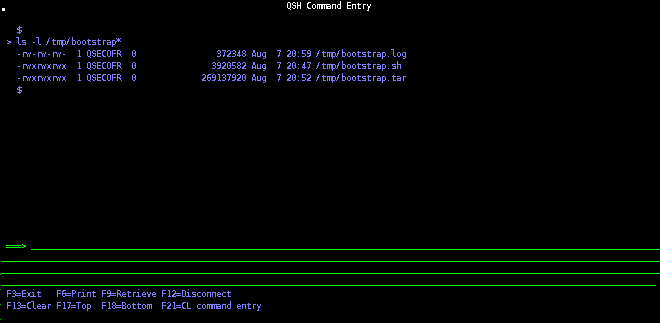 QSH Command Entry
$
> ls -l /tmp/bootstrap*
-rw-rw-rw- 1 QSECOFR 0 372348 Aug 7 20:59 /tmp/bootstrap.log
-rwxrwxrwx 1 QSECOFR 0 3920582 Aug 7 20:47 /tmp/bootstrap.sh
-rwxrwxrwx 1 QSECOFR 0 269137920 Aug 7 20:52 /tmp/bootstrap.tar
$
===>
F3=Exit F6=Print F9=Retrieve F12=Disconnect
F13=Clear F17=Top F18=Bottom F21=CL command entry